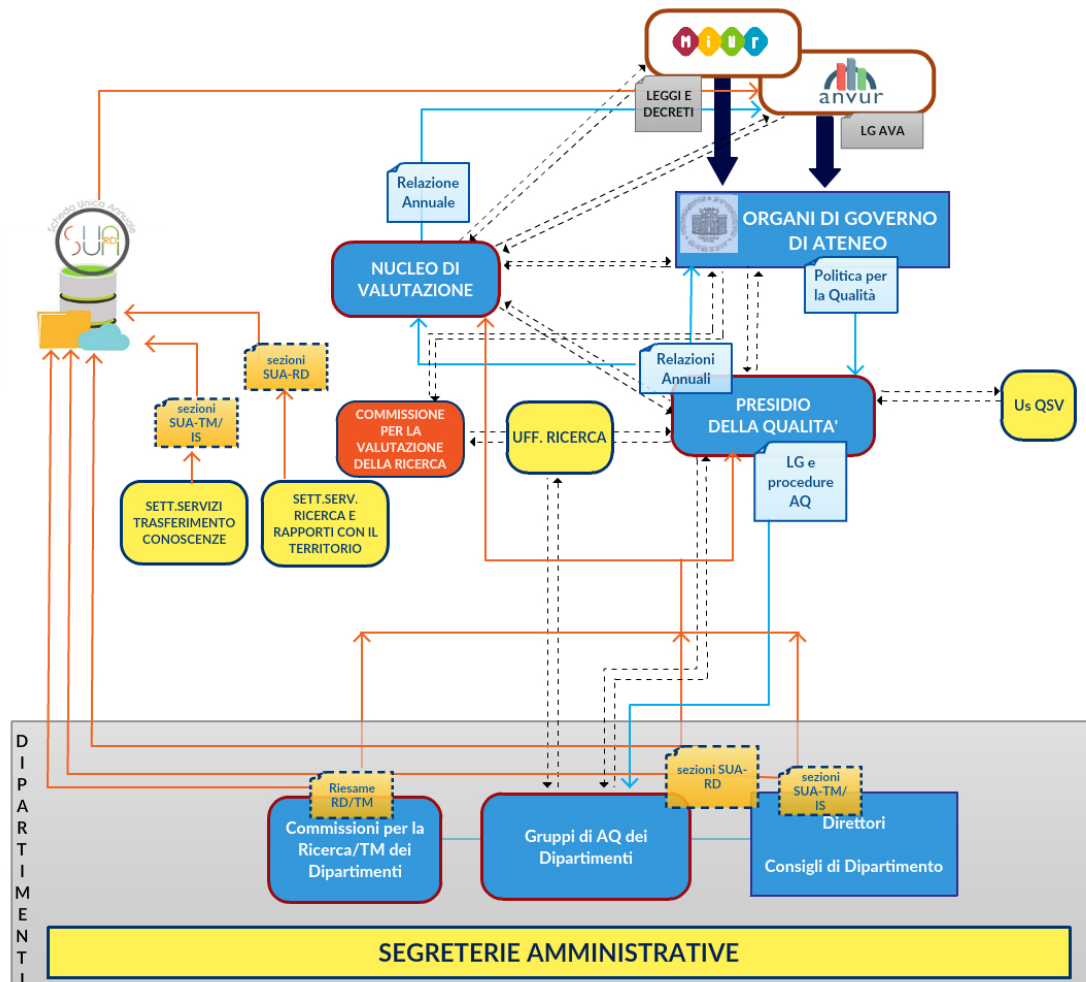 MiUr
anvur
LEGGI E
DECRETI
LG AVA
Relazione
Annuale
ORGANI DI GOVERNO
DI ATENEO
Scheda Unica Annuale
SUA
RD
NUCLEO DI
VALUTAZIONE
Politica per
la Qualità
sezioni
SUA-RD
Relazioni
Annuali
sezioni
SUA-TM/
IS
COMMISSIONE
PER LA
VALUTAZIONE
DELLA RICERCA
UFF. RICERCA
PRESIDIO
DELLA QUALITA'
Us QSV
LG e
procedure
AQ
SETT.SERVIZI
TRASFERIMENTO
CONOSCENZE
SETT.SERV.
RICERCA E
RAPPORTI CON IL
TERRITORIO
DIPARTIMENTI
Riesame
RD/TM
sezioni SUA-
RD
sezioni
SUA-TM/
IS
Commissioni per la
Ricerca/TM dei
Dipartimenti
Gruppi di AQ dei
Dipartimenti
Direttori
Consigli di Dipartimento
SEGRETERIE AMMINISTRATIVE